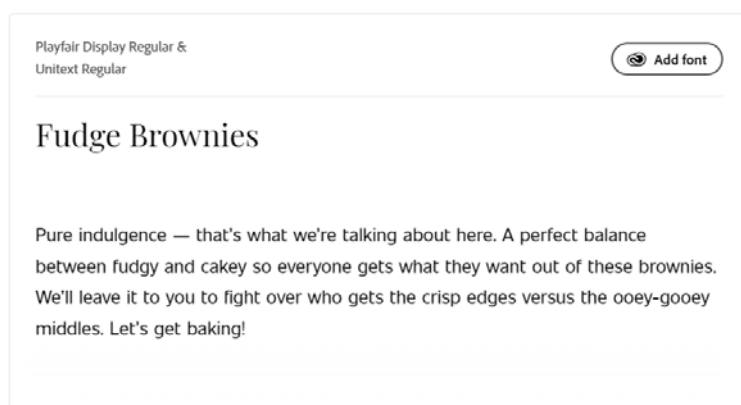 Playfair Display Regular &
Unitext Regular
Add font
Fudge Brownies
Pure indulgence — that's what we're talking about here. A perfect balance
between fudgy and cakey so everyone gets what they want out of these brownies.
We'll leave it to you to fight over who gets the crisp edges versus the ooey-gooey
middles. Let's get baking!